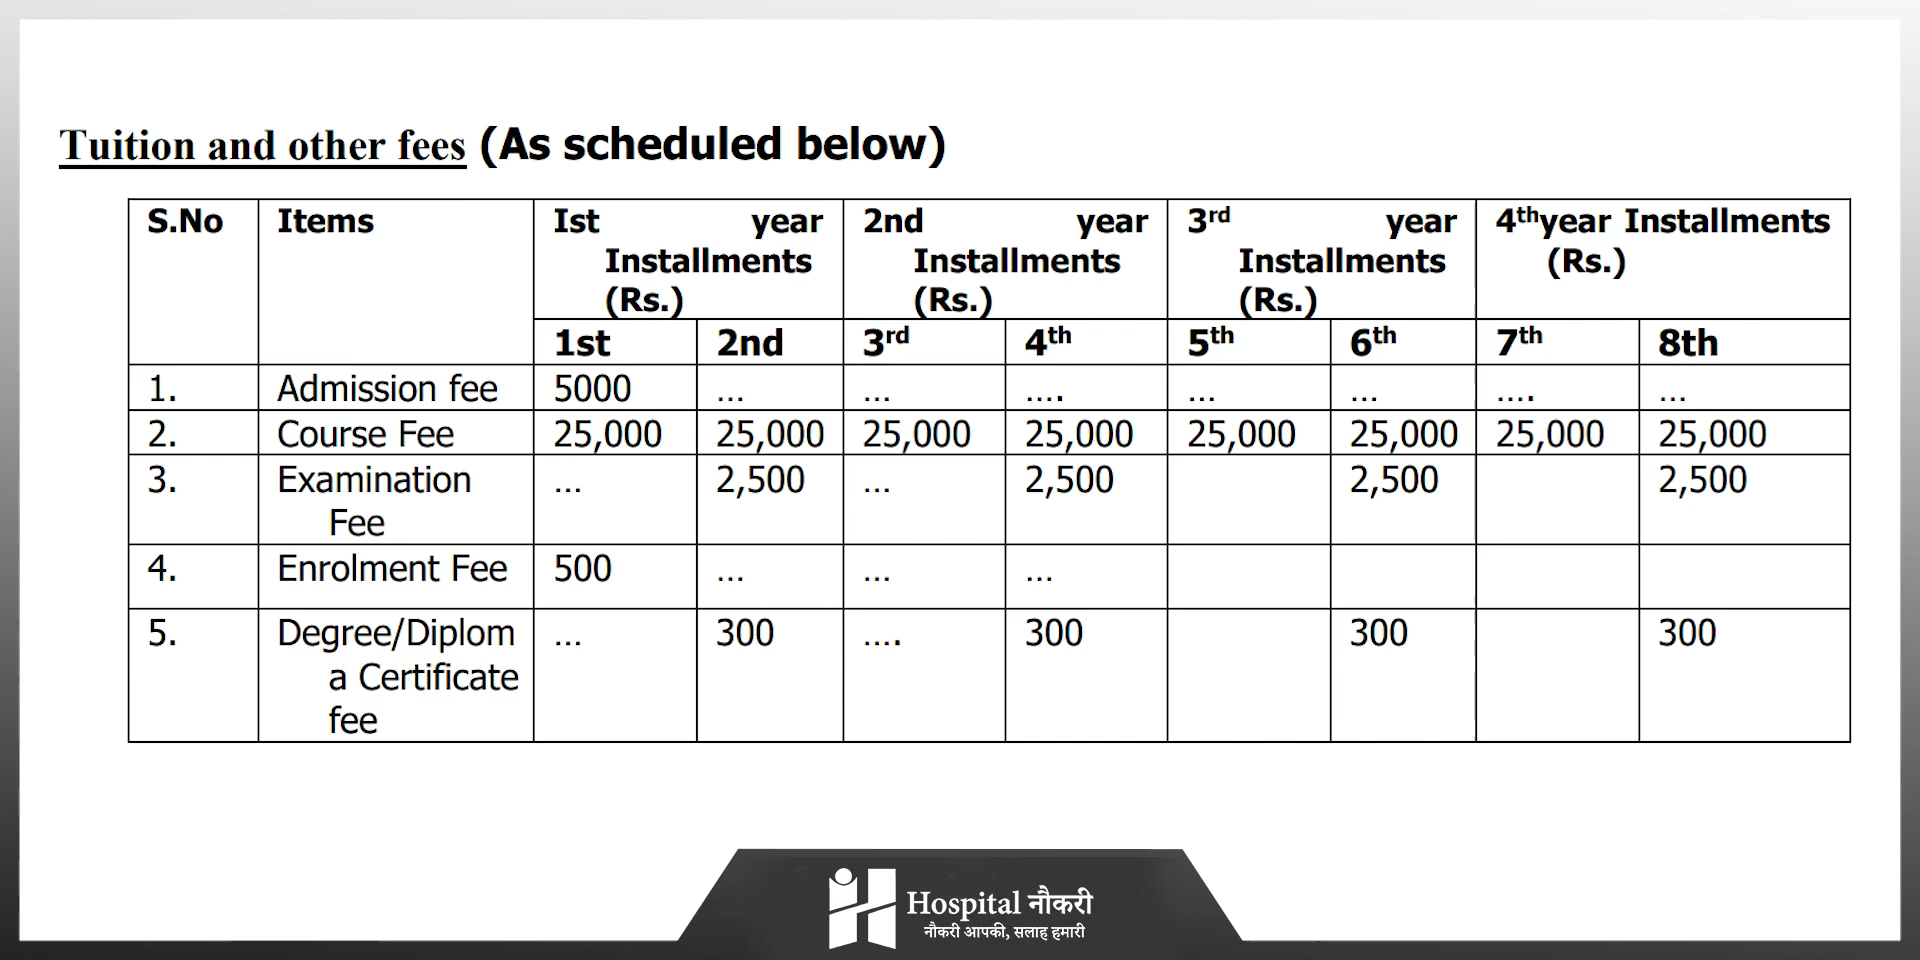 Tuition and other fees (As scheduled below)
S.No Items Ist year Installments (Rs.) 2nd year Installments (Rs.) 3rd year Installments (Rs.) 4thyear Installments (Rs.)
1st 2nd 3rd 4th 5th 6th 7th 8th
1. Admission fee 5000 ... ... .... ... ... .... ...
2. Course Fee 25,000 25,000 25,000 25,000 25,000 25,000 25,000 25,000
3. Examination Fee ... 2,500 ... 2,500 2,500 2,500
4. Enrolment Fee 500 ... ... ...
5. Degree/Diploma Certificate fee ... 300 .... 300 300 300
Hospital नौकरी
नौकरी आपकी, सलाह हमारी